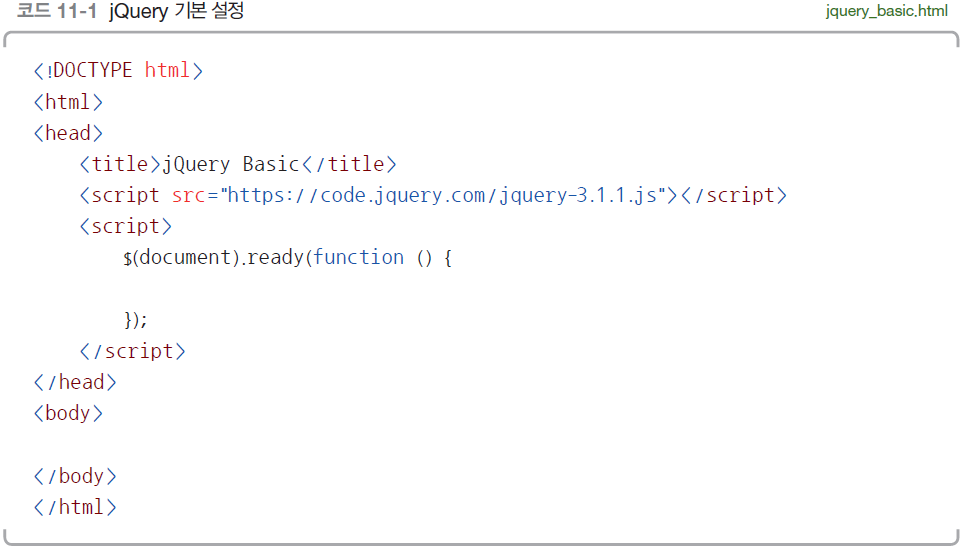 코드 11-1 jQuery 기본 설정
jquery_basic.html
<!DOCTYPE html>
<html>
<head>
    <title>jQuery Basic</title>
    <script src="https://code.jquery.com/jquery-3.1.1.js"></script>
    <script>
        $(document).ready(function () {

        });
    </script>
</head>
<body>

</body>
</html>